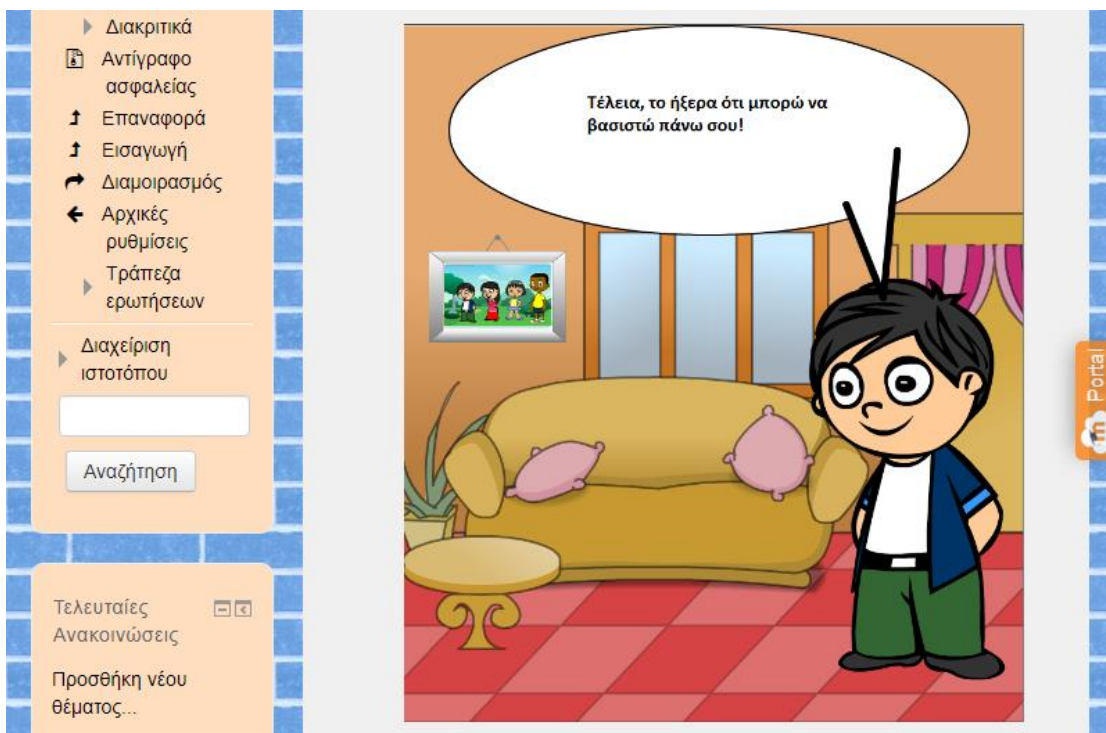 Διακριτικά
Αντίγραφο
ασφαλείας
Επαναφορά
Εισαγωγή
Διαμοιρασμός
Αρχικές
ρυθμίσεις
Τράπεζα
ερωτήσεων
Διαχείριση
ιστοτόπου
Αναζήτηση
Τελευταίες
Ανακοινώσεις
Προσθήκη νέου
θέματος...
Τέλεια, το ήξερα ότι μπορώ να
βασιστώ πάνω σου!
Portal